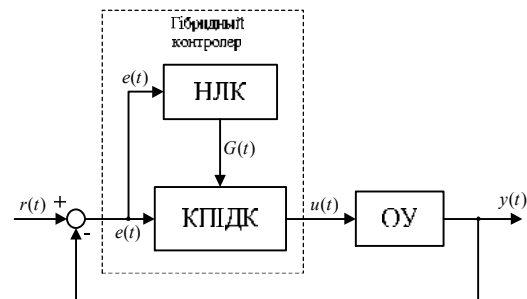 Гібридний
контролер
e(t)
НЛК
G(t)
r(t)
+
-
e(t)
КПІДК
u(t)
ОУ
y(t)